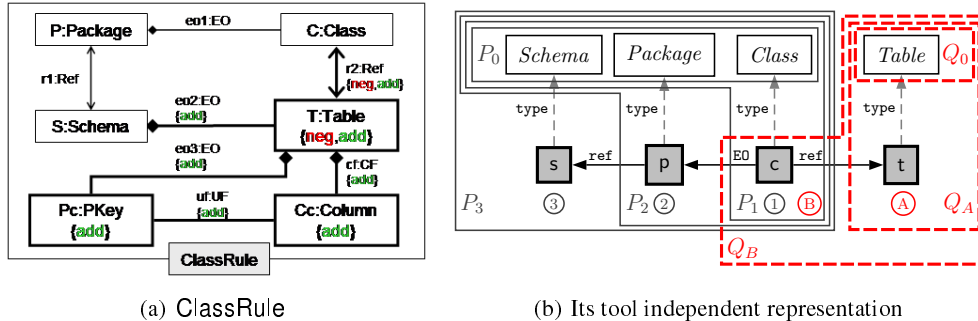 eo1:EO
P:Package
C:Class
r1:Ref
r2:Ref
{neg,add}
eo2:EO
{add}
S:Schema
T:Table
{neg,add}
eo3:EO
{add}
cf:CF
{add}
uf:UF
{add}
Pc:PKey
{add}
Cc:Column
{add}
ClassRule
P0 Schema Package Class Table Q0
type type type type
s ref p EO c ref t
P3 3 P2 2 P1 1 B A QA
QB
(a) ClassRule
(b) Its tool independent representation